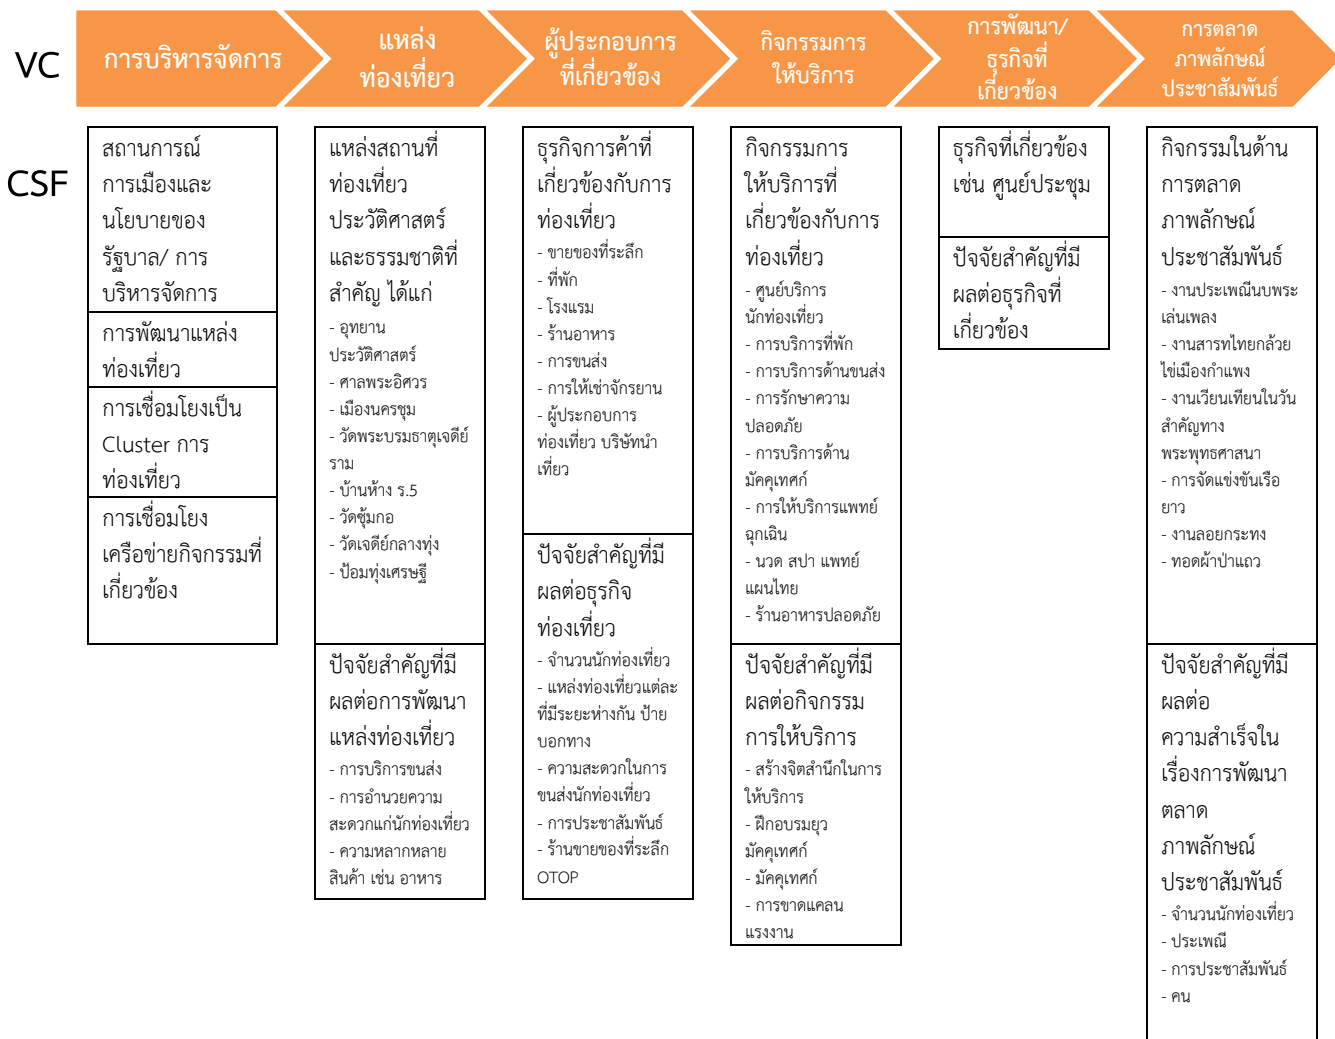 VC
การบริหารจัดการ
แหล่ง
ท่องเที่ยว
ผู้ประกอบการ
ที่เกี่ยวข้อง
กิจกรรมการ
ให้บริการ
การพัฒนา/
ธุรกิจที่
เกี่ยวข้อง
การตลาด
ภาพลักษณ์
ประชาสัมพันธ์
CSF
สถานการณ์
การเมืองและ
นโยบายของ
รัฐบาล/ การ
บริหารจัดการ
การพัฒนาแหล่ง
ท่องเที่ยว
การเชื่อมโยงเป็น
Cluster การ
ท่องเที่ยว
การเชื่อมโยง
เครือข่ายกิจกรรมที่
เกี่ยวข้อง
แหล่งสถานที่
ท่องเที่ยว
ประวัติศาสตร์
และธรรมชาติที่
สำคัญ ได้แก่
- อุทยาน
ประวัติศาสตร์
- ศาลพระอิศวร
- เมืองนครชุม
- วัดพระบรมธาตุเจดีย์
ราม
- บ้านห้าง ร.5
- วัดซุ้มกอ
- วัดเจดีย์กลางทุ่ง
- ป้อมทุ่งเศรษฐี
ปัจจัยสำคัญที่มี
ผลต่อการพัฒนา
แหล่งท่องเที่ยว
- การบริการขนส่ง
- การอำนวยความ
สะดวกแก่นักท่องเที่ยว
- ความหลากหลาย
สินค้า เช่น อาหาร
ธุรกิจการค้าที่
เกี่ยวข้องกับการ
ท่องเที่ยว
- ขายของที่ระลึก
- ที่พัก
- โรงแรม
- ร้านอาหาร
- การขนส่ง
- การให้เช่าจักรยาน
- ผู้ประกอบการ
ท่องเที่ยว บริษัทนำ
เที่ยว
ปัจจัยสำคัญที่มี
ผลต่อธุรกิจ
ท่องเที่ยว
- จำนวนนักท่องเที่ยว
- แหล่งท่องเที่ยวแต่ละ
ที่มีระยะห่างกัน ป้าย
บอกทาง
- ความสะดวกในการ
ขนส่งนักท่องเที่ยว
- การประชาสัมพันธ์
- ร้านขายของที่ระลึก
OTOP
กิจกรรมการ
ให้บริการที่
เกี่ยวข้องกับการ
ท่องเที่ยว
- ศูนย์บริการ
นักท่องเที่ยว
- การบริการที่พัก
- การบริการด้านขนส่ง
- การรักษาความ
ปลอดภัย
- การบริการด้าน
มัคคุเทศก์
- การให้บริการแพทย์
ฉุกเฉิน
- นวด สปา แพทย์
แผนไทย
- ร้านอาหารปลอดภัย
ปัจจัยสำคัญที่มี
ผลต่อกิจกรรม
การให้บริการ
- สร้างจิตสำนึกในการ
ให้บริการ
- ฝึกอบรมยุว
มัคคุเทศก์
- มัคคุเทศก์
- การขาดแคลน
แรงงาน
ธุรกิจที่เกี่ยวข้อง
เช่น ศูนย์ประชุม
ปัจจัยสำคัญที่มี
ผลต่อธุรกิจที่
เกี่ยวข้อง
กิจกรรมในด้าน
การตลาด
ภาพลักษณ์
ประชาสัมพันธ์
- งานประเพณีนบพระ
เล่นเพลง
- งานสารทไทยกล้วย
ไข่เมืองกำแพง
- งานเวียนเทียนในวัน
สำคัญทาง
พระพุทธศาสนา
- การจัดแข่งขันเรือ
ยาว
- งานลอยกระทง
- ทอดผ้าป่าแถว
ปัจจัยสำคัญที่มี
ผลต่อ
ความสำเร็จใน
เรื่องการพัฒนา
ตลาด
ภาพลักษณ์
ประชาสัมพันธ์
- จำนวนนักท่องเที่ยว
- ประเพณี
- การประชาสัมพันธ์
- คน